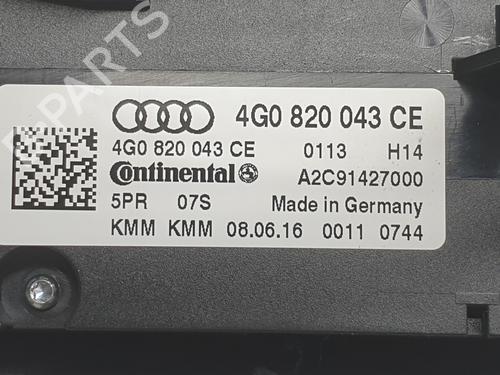 4G0 820 043 CE
4G0 820 043 CE 0113 H14
Continental A2C91427000
5PR 07S Made in Germany
KMM KMM 08.06.16 0011 0744
B-Parts